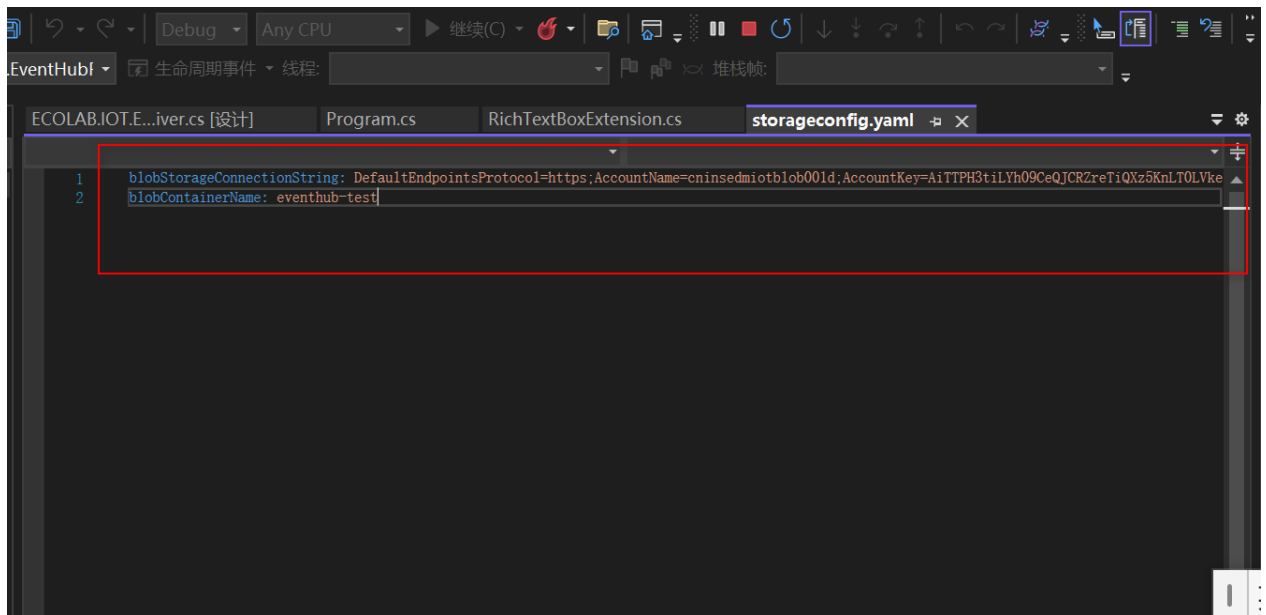 Debug Any CPU 继续(C)
.EventHubF 生命周期事件 线程: 堆栈帧:
ECOLAB.IOT.E...iver.cs [设计] Program.cs RichTextBoxExtension.cs storageconfig.yaml
1 blobStorageConnectionString: DefaultEndpointsProtocol=https;AccountName=cninsedmiotblob001d;AccountKey=AiTTPH3tiLYh09CeQJCRZreTiQXz5KnLT0LVke
2 blobContainerName: eventhub-test